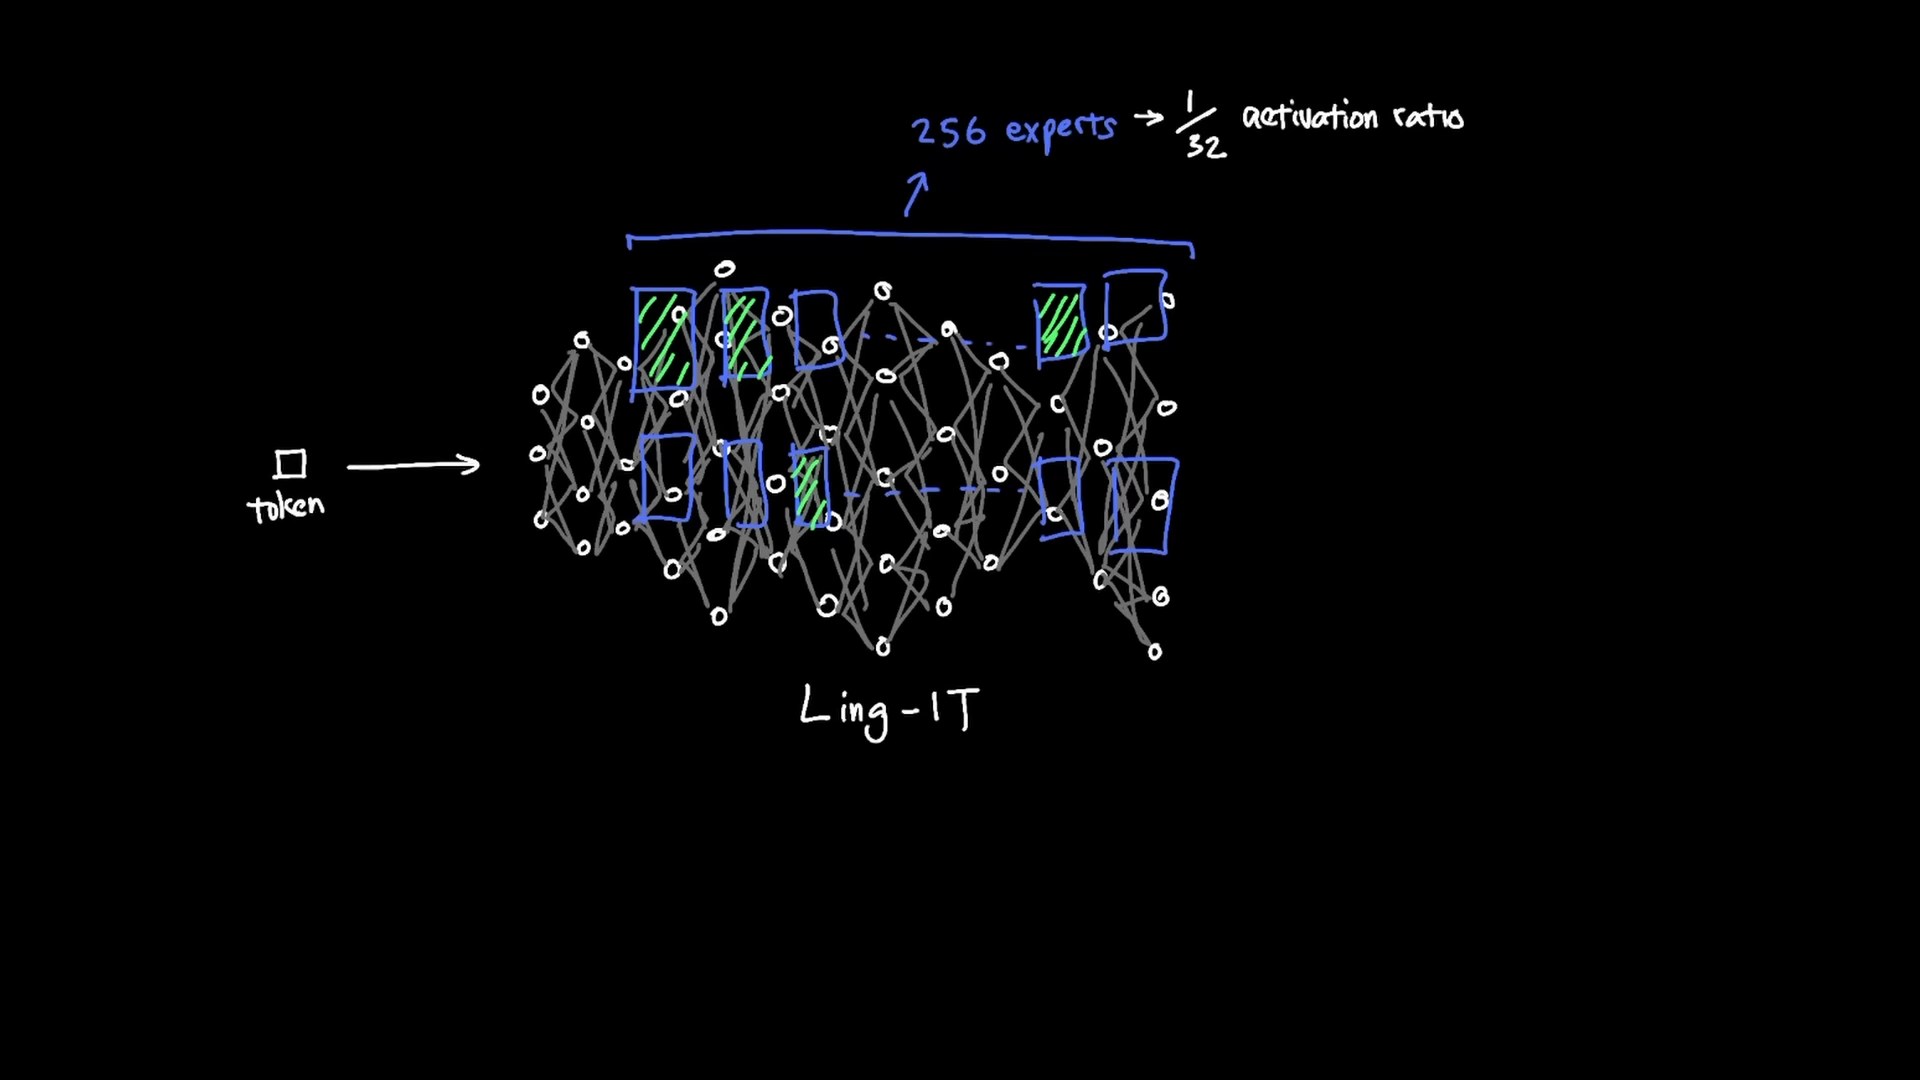 256 experts → 1/32 activation ratio
token
Ling-1T